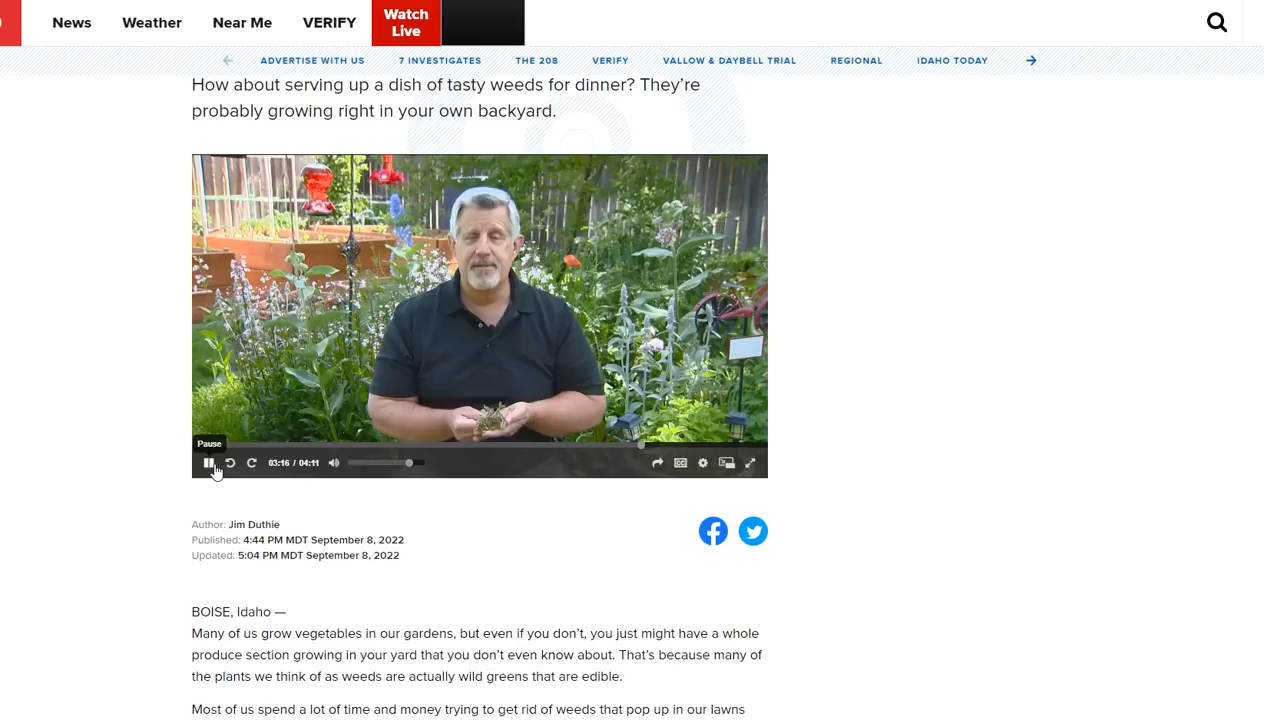 News Weather Near Me VERIFY Watch Live
ADVERTISE WITH US 7 INVESTIGATES THE 208 VERIFY VALLOW & DAYBELL TRIAL REGIONAL IDAHO TODAY
How about serving up a dish of tasty weeds for dinner? They’re
probably growing right in your own backyard.
Pause
03:16 / 04:11 CC
Author: Jim Duthie
Published: 4:44 PM MDT September 8, 2022
Updated: 5:04 PM MDT September 8, 2022
BOISE, Idaho —
Many of us grow vegetables in our gardens, but even if you don’t, you just might have a whole
produce section growing in your yard that you don’t even know about. That’s because many of
the plants we think of as weeds are actually wild greens that are edible.
Most of us spend a lot of time and money trying to get rid of weeds that pop up in our lawns